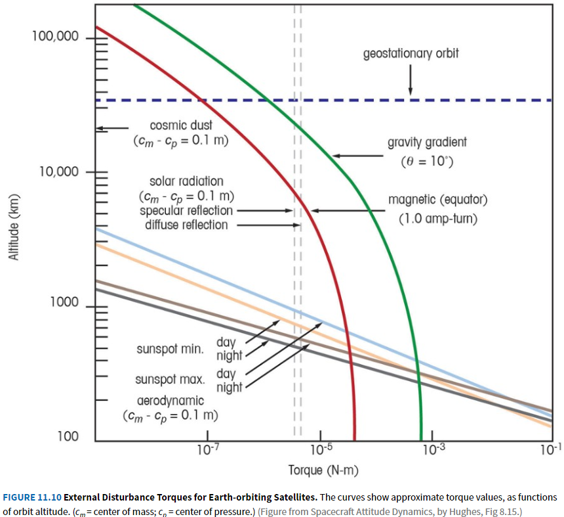 100,000
10,000
1000
100
Altitude (km)
geostationary orbit
cosmic dust
(cm - cp = 0.1 m)
gravity gradient
(θ = 10°)
solar radiation
(cm - cp = 0.1 m)
specular reflection
diffuse reflection
magnetic (equator)
(1.0 amp-turn)
sunspot min.
day
night
sunspot max.
day
night
aerodynamic
(cm - cp = 0.1 m)
10-7
10-5
10-3
10-1
Torque (N-m)
FIGURE 11.10 External Disturbance Torques for Earth-orbiting Satellites. The curves show approximate torque values, as functions
of orbit altitude. (cm= center of mass; cp= center of pressure.) (Figure from Spacecraft Attitude Dynamics, by Hughes, Fig 8.15.)